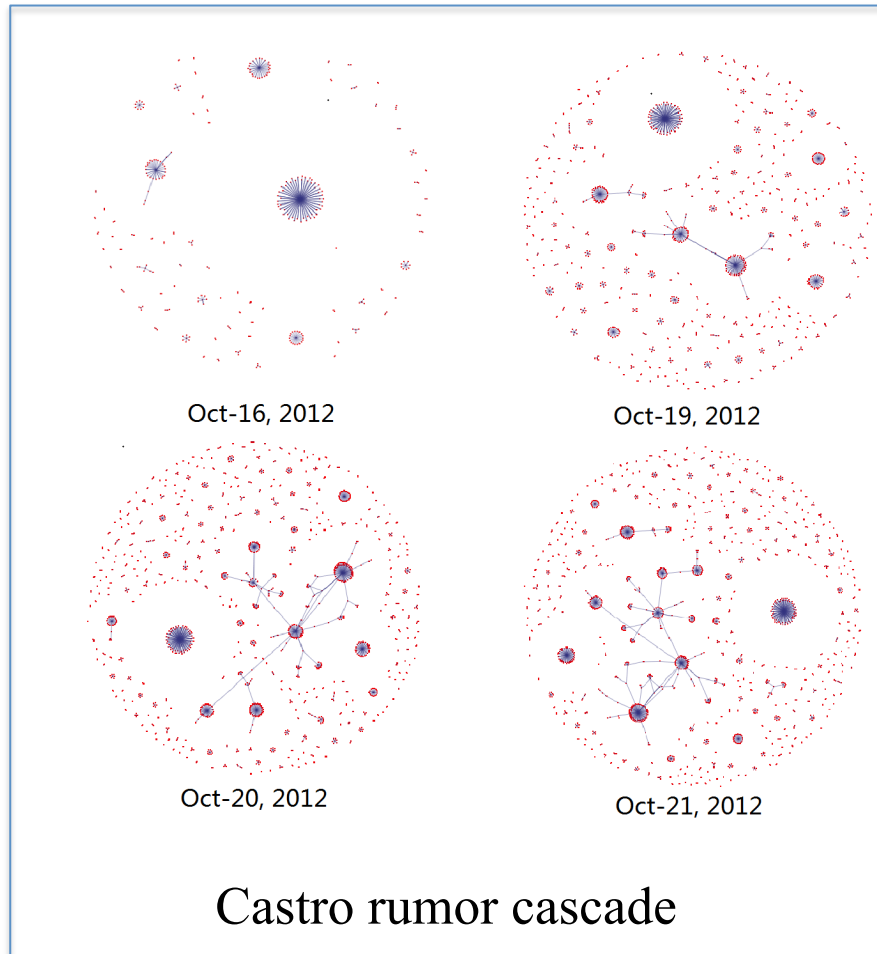 Oct-16, 2012
Oct-19, 2012
Oct-20, 2012
Oct-21, 2012
Castro rumor cascade